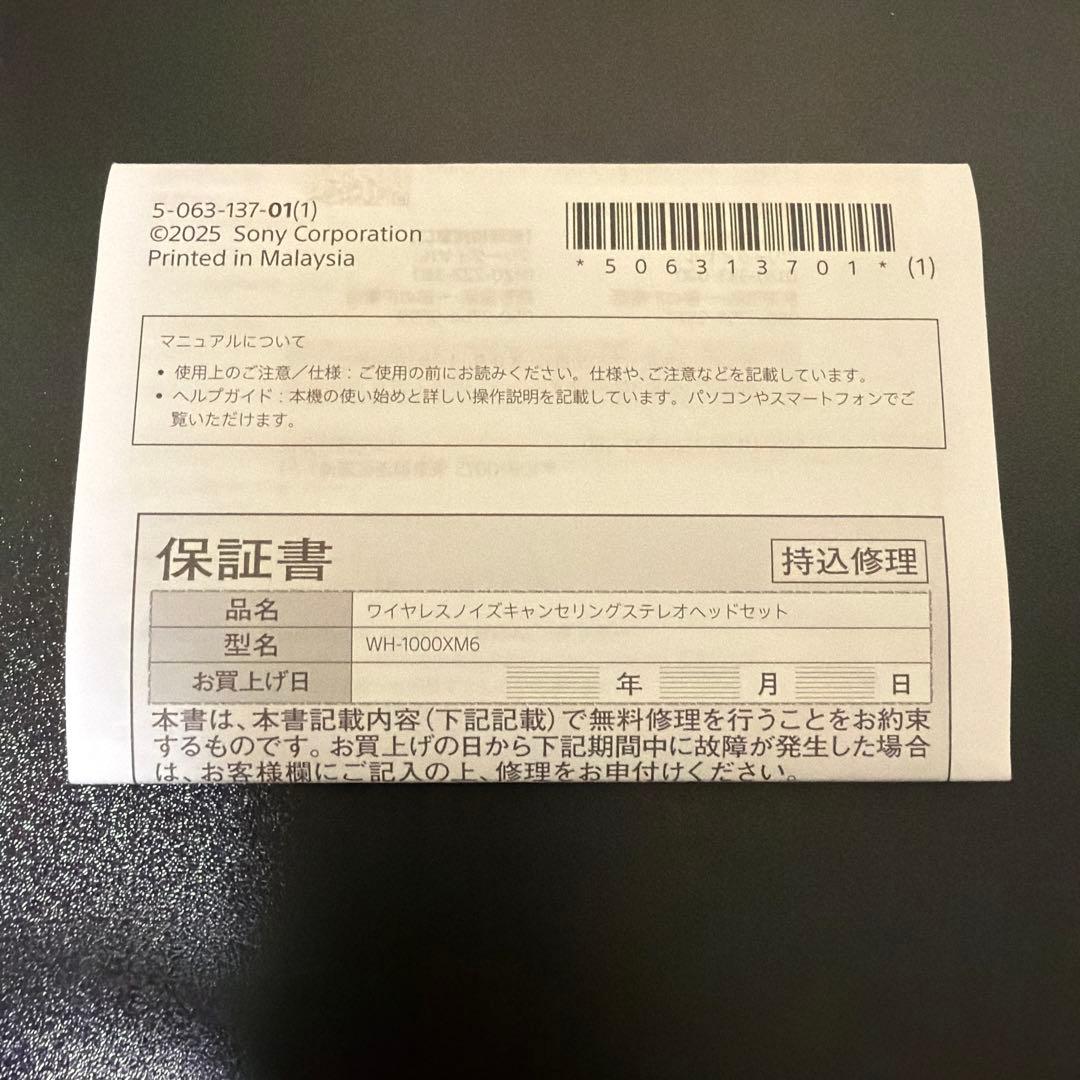 5-063-137-01(1)
©2025 Sony Corporation
Printed in Malaysia
* 5 0 6 3 1 3 7 0 1 * (1)
マニュアルについて
• 使用上のご注意／仕様：ご使用の前にお読みください。仕様や、ご注意などを記載しています。
• ヘルプガイド：本機の使い始めと詳しい操作説明を記載しています。パソコンやスマートフォンでご
覧いただけます。
保証書
持込修理
品名 ワイヤレスノイズキャンセリングステレオヘッドセット
型名 WH-1000XM6
お買上げ日 年 月 日
本書は、本書記載内容（下記記載）で無料修理を行うことをお約束
するものです。お買上げの日から下記期間中に故障が発生した場合
は、お客様欄にご記入の上、修理をお申付けください。